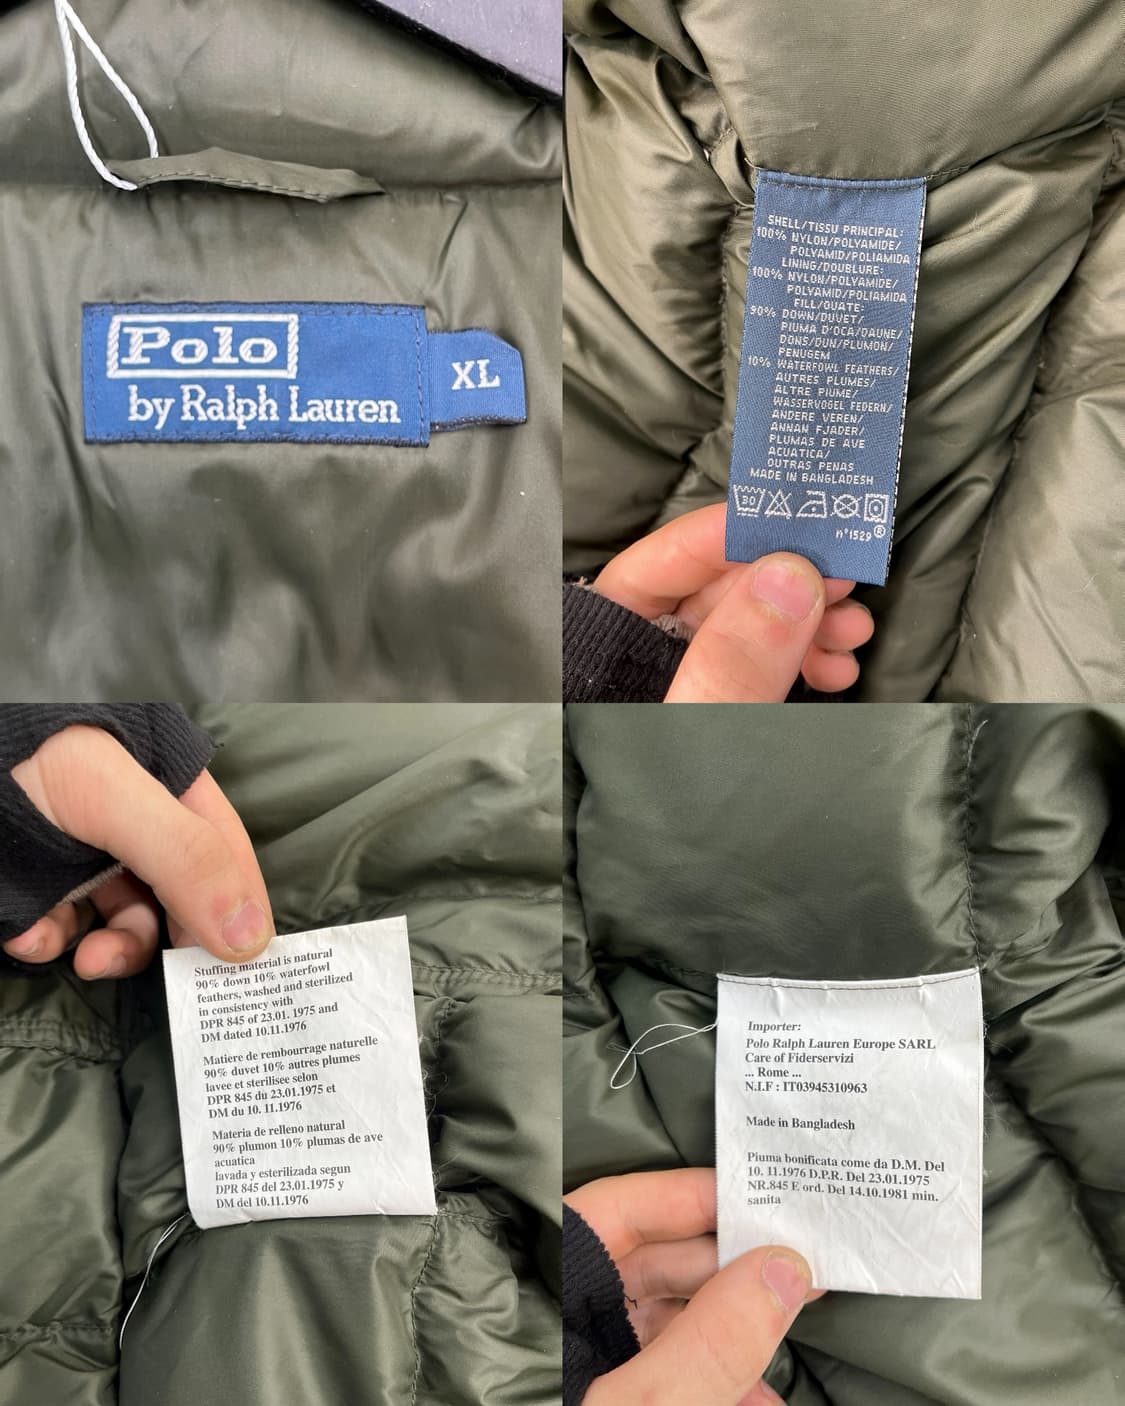 Polo
by Ralph Lauren
XL
SHELL/TISSU PRINCIPAL:
100% NYLON/POLYAMIDE/
POLYAMID/POLIAMIDA
LINING/DOUBLURE:
100% NYLON/POLYAMIDE/
POLYAMID/POLIAMIDA
FILL/OUATE:
90% DOWN/DUVET/
PIUMA D'OCA/DAUNE/
DONS/DUN/PLUMON/
PENUGEM
10% WATERFOWL FEATHERS/
AUTRES PLUMES/
ALTRE PIUME/
WASSERVOGEL FEDERN/
ANDERE VEREN/
ANNAN FJADER/
PLUMAS DE AVE
ACUATICA/
OUTRAS PENAS
MADE IN BANGLADESH
30
n°1529 ®
Stuffing material is natural
90% down 10% waterfowl
feathers, washed and sterilized
in consistency with
DPR 845 of 23.01. 1975 and
DM dated 10.11.1976
Matiere de rembourrage naturelle
90% duvet 10% autres plumes
lavee et sterilisee selon
DPR 845 du 23.01.1975 et
DM du 10. 11.1976
Materia de relleno natural
90% plumon 10% plumas de ave
acuatica
lavada y esterilizada segun
DPR 845 del 23.01.1975 y
DM del 10.11.1976
Importer:
Polo Ralph Lauren Europe SARL
Care of Fiderservizi
... Rome ...
N.I.F : IT03945310963
Made in Bangladesh
Piuma bonificata come da D.M. Del
10. 11.1976 D.P.R. Del 23.01.1975
NR.845 E ord. Del 14.10.1981 min.
sanita